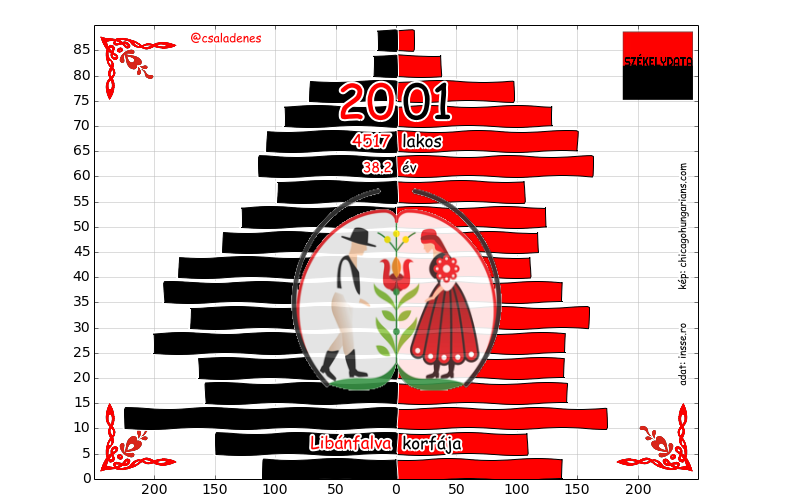 @csaladenes
SZÉKELYDATA
2001
4517 lakos
38.2 év
kép: chicagohungarians.com
adat: insse.ro
Libánfalva korfája
85
80
75
70
65
60
55
50
45
40
35
30
25
20
15
10
5
0
200 150 100 50 0 50 100 150 200